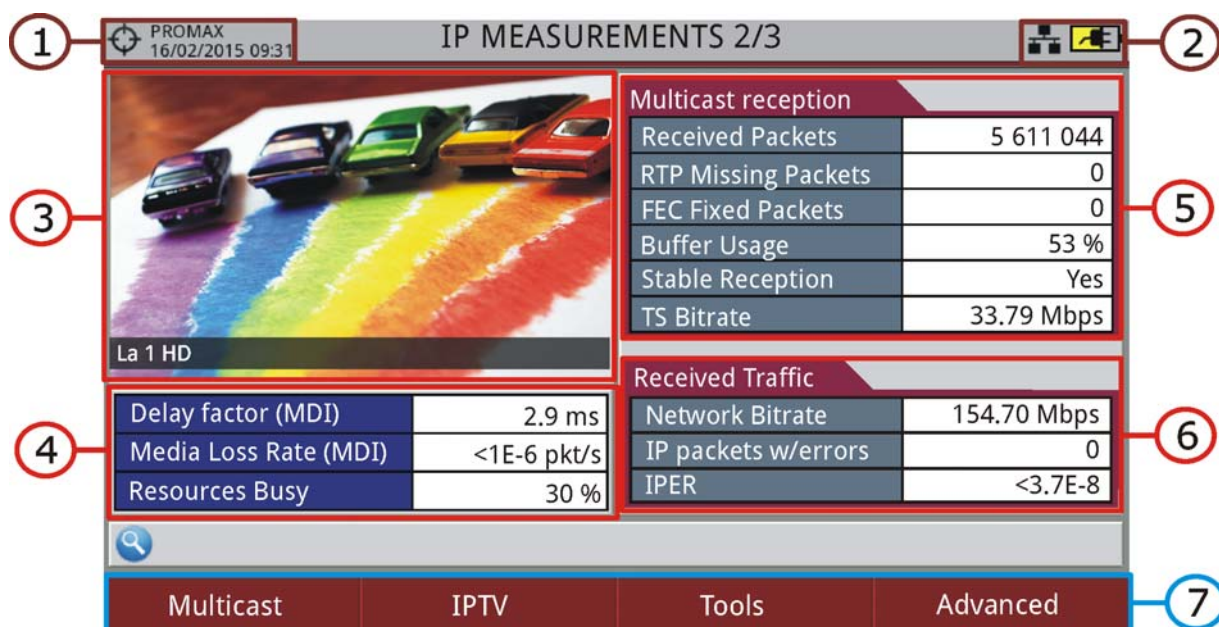 1
PROMAX
16/02/2015 09:31
IP MEASUREMENTS 2/3
2
3
La 1 HD
4
Delay factor (MDI) 2.9 ms
Media Loss Rate (MDI) <1E-6 pkt/s
Resources Busy 30 %
Multicast reception
Received Packets 5 611 044
RTP Missing Packets 0
FEC Fixed Packets 0
Buffer Usage 53 %
Stable Reception Yes
TS Bitrate 33.79 Mbps
5
Received Traffic
Network Bitrate 154.70 Mbps
IP packets w/errors 0
IPER <3.7E-8
6
Multicast IPTV Tools Advanced
7